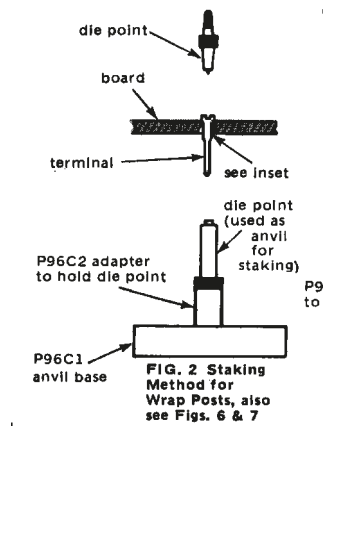 die point
board
terminal
see inset
die point
(used as
anvil
for
staking)
P96C2 adapter
to hold die point
P9
to
P96C1
anvil base
FIG. 2 Staking
Method for
Wrap Posts, also
see Figs. 6 & 7